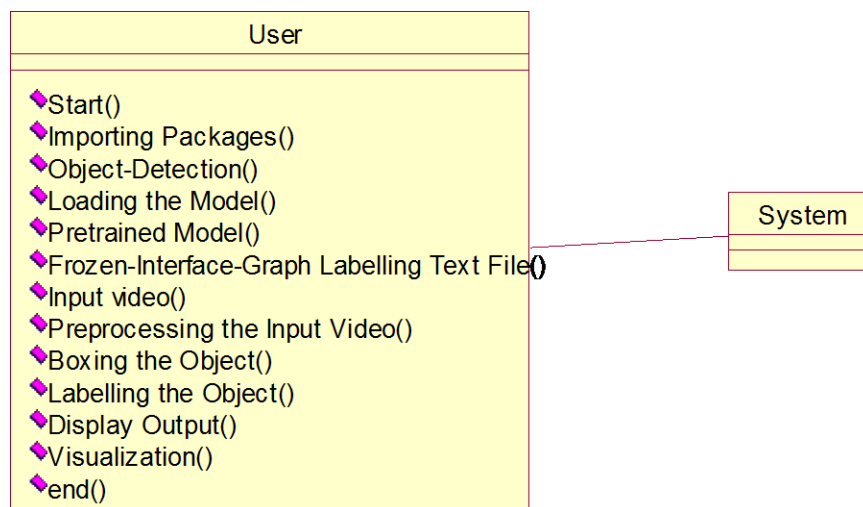 User
Start()
Importing Packages()
Object-Detection()
Loading the Model()
Pretrained Model()
Frozen-Interface-Graph Labelling Text File()
Input video()
Preprocessing the Input Video()
Boxing the Object()
Labelling the Object()
Display Output()
Visualization()
end()
System